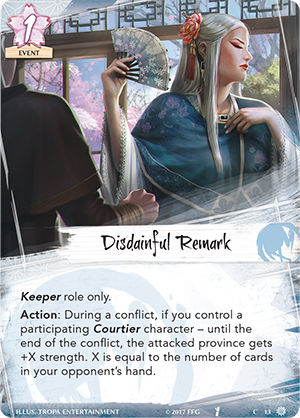 1
EVENT
Disdainful Remark
Keeper role only.
Action: During a conflict, if you control a
participating Courtier character – until the
end of the conflict, the attacked province gets
+X strength. X is equal to the number of cards
in your opponent's hand.
ILLUS. TROPA ENTERTAINMENT © 2017 FFG C 13